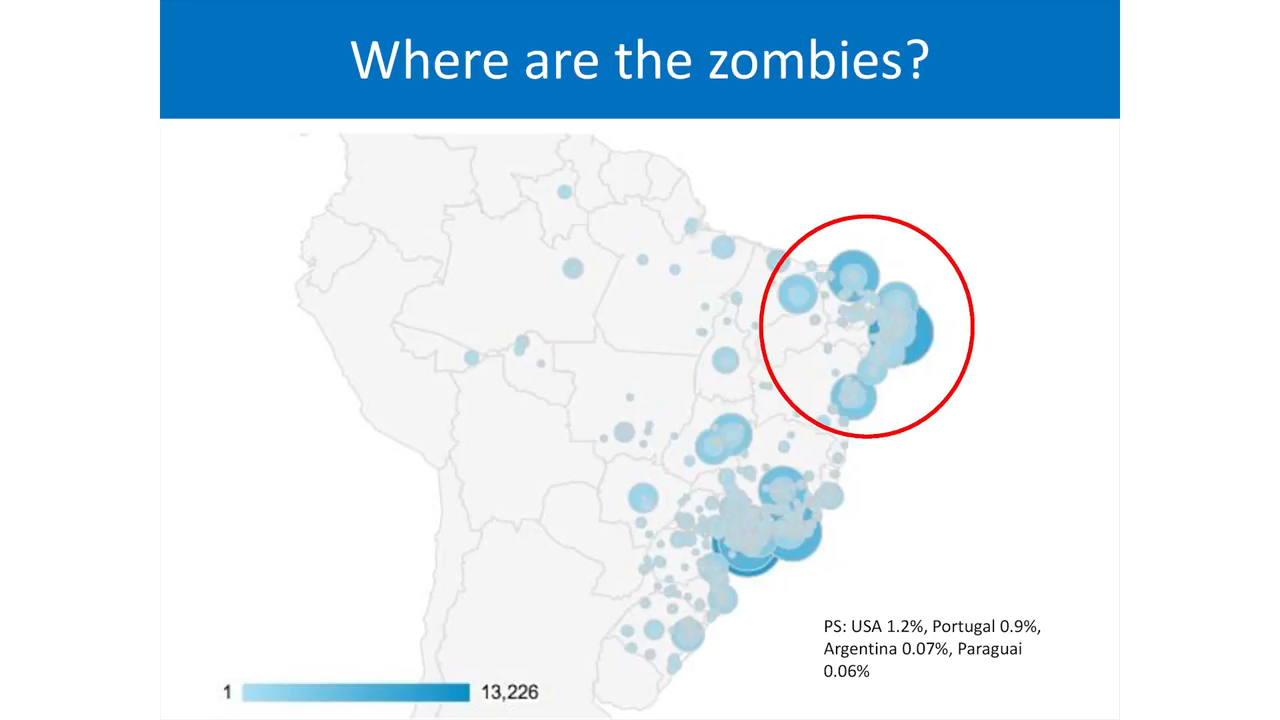 Where are the zombies?
PS: USA 1.2%, Portugal 0.9%,
Argentina 0.07%, Paraguai
0.06%
1 13,226